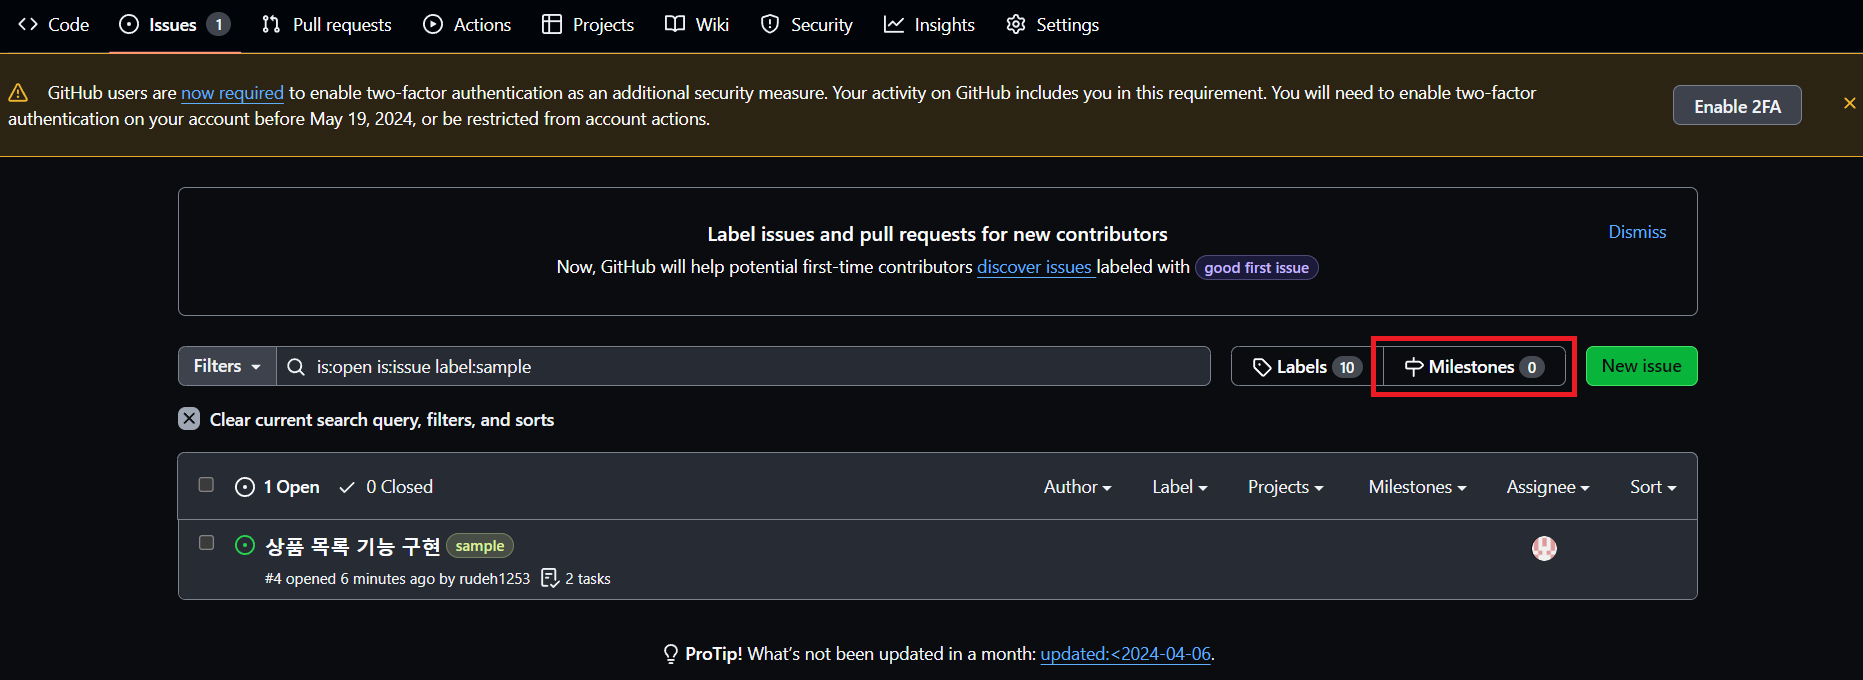 Code Issues 1 Pull requests Actions Projects Wiki Security Insights Settings
GitHub users are now required to enable two-factor authentication as an additional security measure. Your activity on GitHub includes you in this requirement. You will need to enable two-factor
authentication on your account before May 19, 2024, or be restricted from account actions.
Enable 2FA
Label issues and pull requests for new contributors
Dismiss
Now, GitHub will help potential first-time contributors discover issues labeled with good first issue
Filters is:open is:issue label:sample Labels 10 Milestones 0 New issue
Clear current search query, filters, and sorts
1 Open 0 Closed Author Label Projects Milestones Assignee Sort
상품 목록 기능 구현 sample
#4 opened 6 minutes ago by rudeh1253 2 tasks
ProTip! What's not been updated in a month: updated:<2024-04-06.